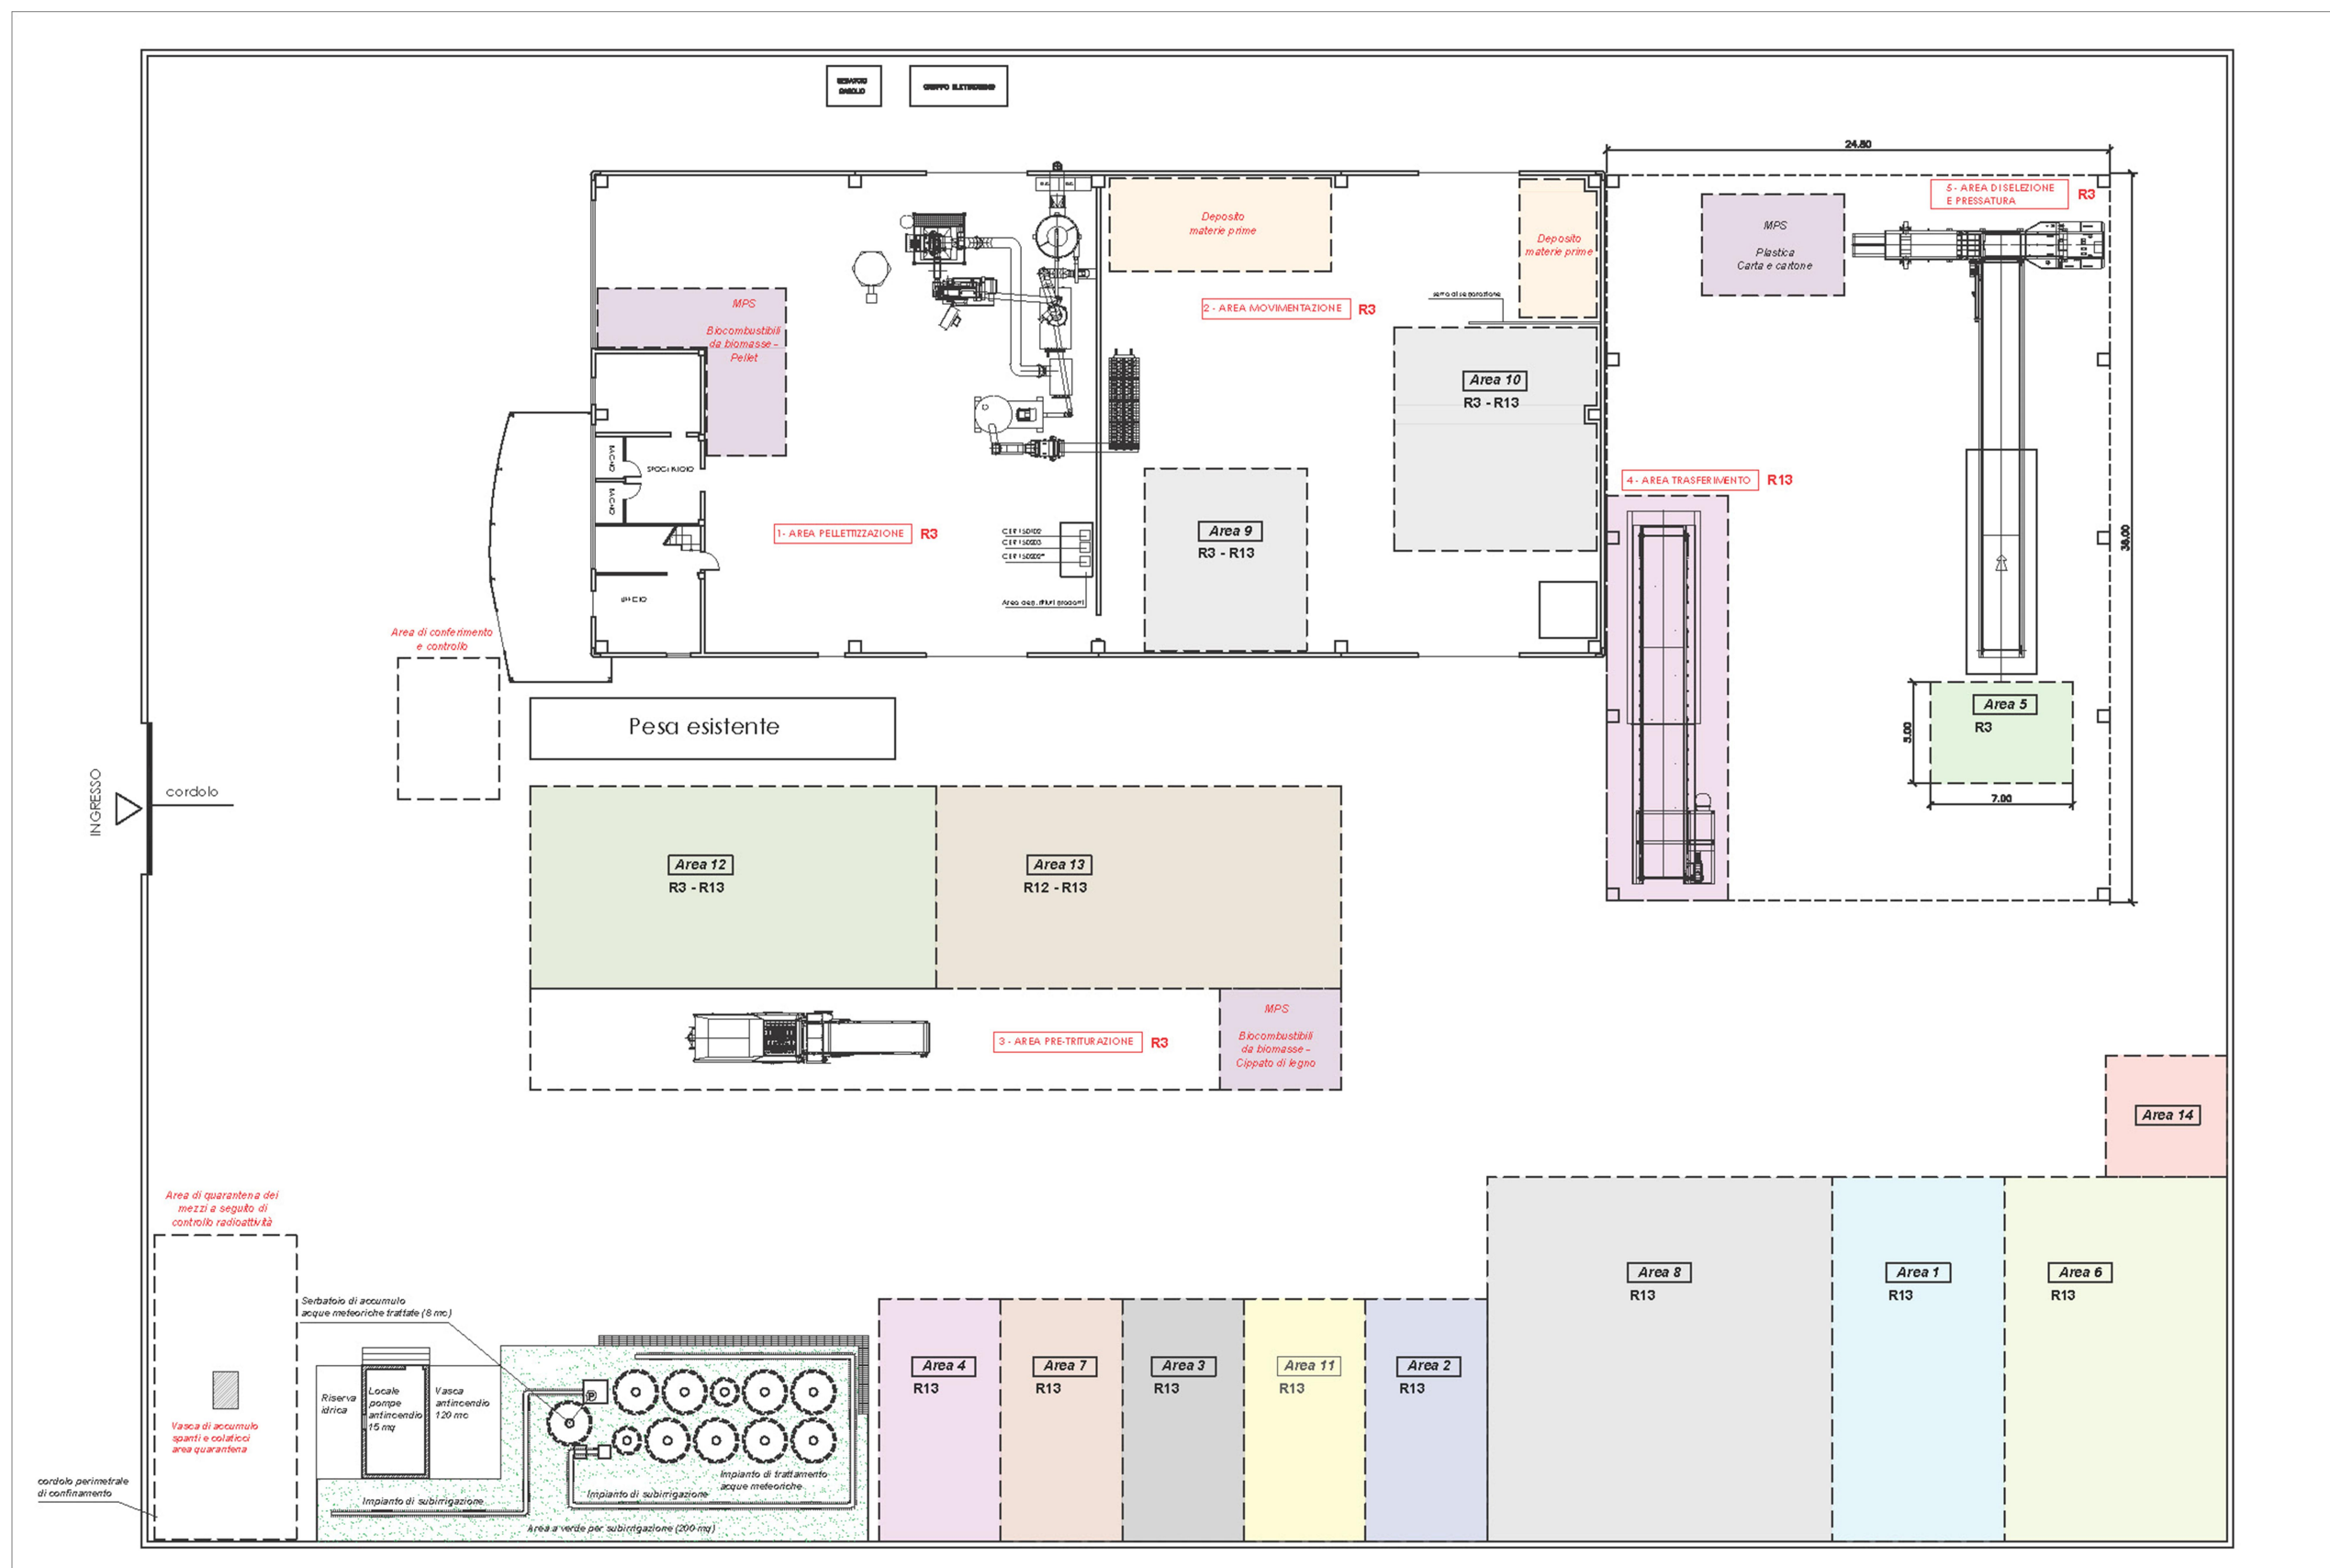 SERBATOIO
GASOLIO
GRUPPO ELETTROGENO
24.80
5 - AREA DI SELEZIONE
E PRESSATURA
R3
MPS
Plastica
Carta e cartone
Deposito
materie prime
Deposito
materie prime
2 - AREA MOVIMENTAZIONE
R3
MPS
Biocombustibili
da biomasse -
Pellet
Area 10
R3 - R13
BAGNO
SPOGLIATOIO
BAGNO
4 - AREA TRASFERIMENTO
R13
1- AREA PELLETTIZZAZIONE
R3
Area 9
R3 - R13
38.00
Area di conferimento
e controllo
Pesa esistente
Area 5
R3
5.00
7.00
INGRESSO
cordolo
Area 12
R3 - R13
Area 13
R12 - R13
3 - AREA PRE-TRITURAZIONE
R3
MPS
Biocombustibili
da biomasse -
Cippato di legno
Area 14
Area di quarantena dei
mezzi a seguito di
controllo radioattività
Area 8
R13
Area 1
R13
Area 6
R13
Serbatoio di accumulo
acque meteoriche trattate (8 mc)
Area 4
R13
Area 7
R13
Area 3
R13
Area 11
R13
Area 2
R13
Riserva
idrica
Locale
pompe
antincendio
15 mq
Vasca
antincendio
120 mc
P
Vasca di accumulo
spanti e colaticci
area quarantena
cordolo perimetrale
di confinamento
Impianto di trattamento
acque meteoriche
Impianto di subirrigazione
Impianto di subirrigazione
Area a verde per subirrigazione (200 mq)